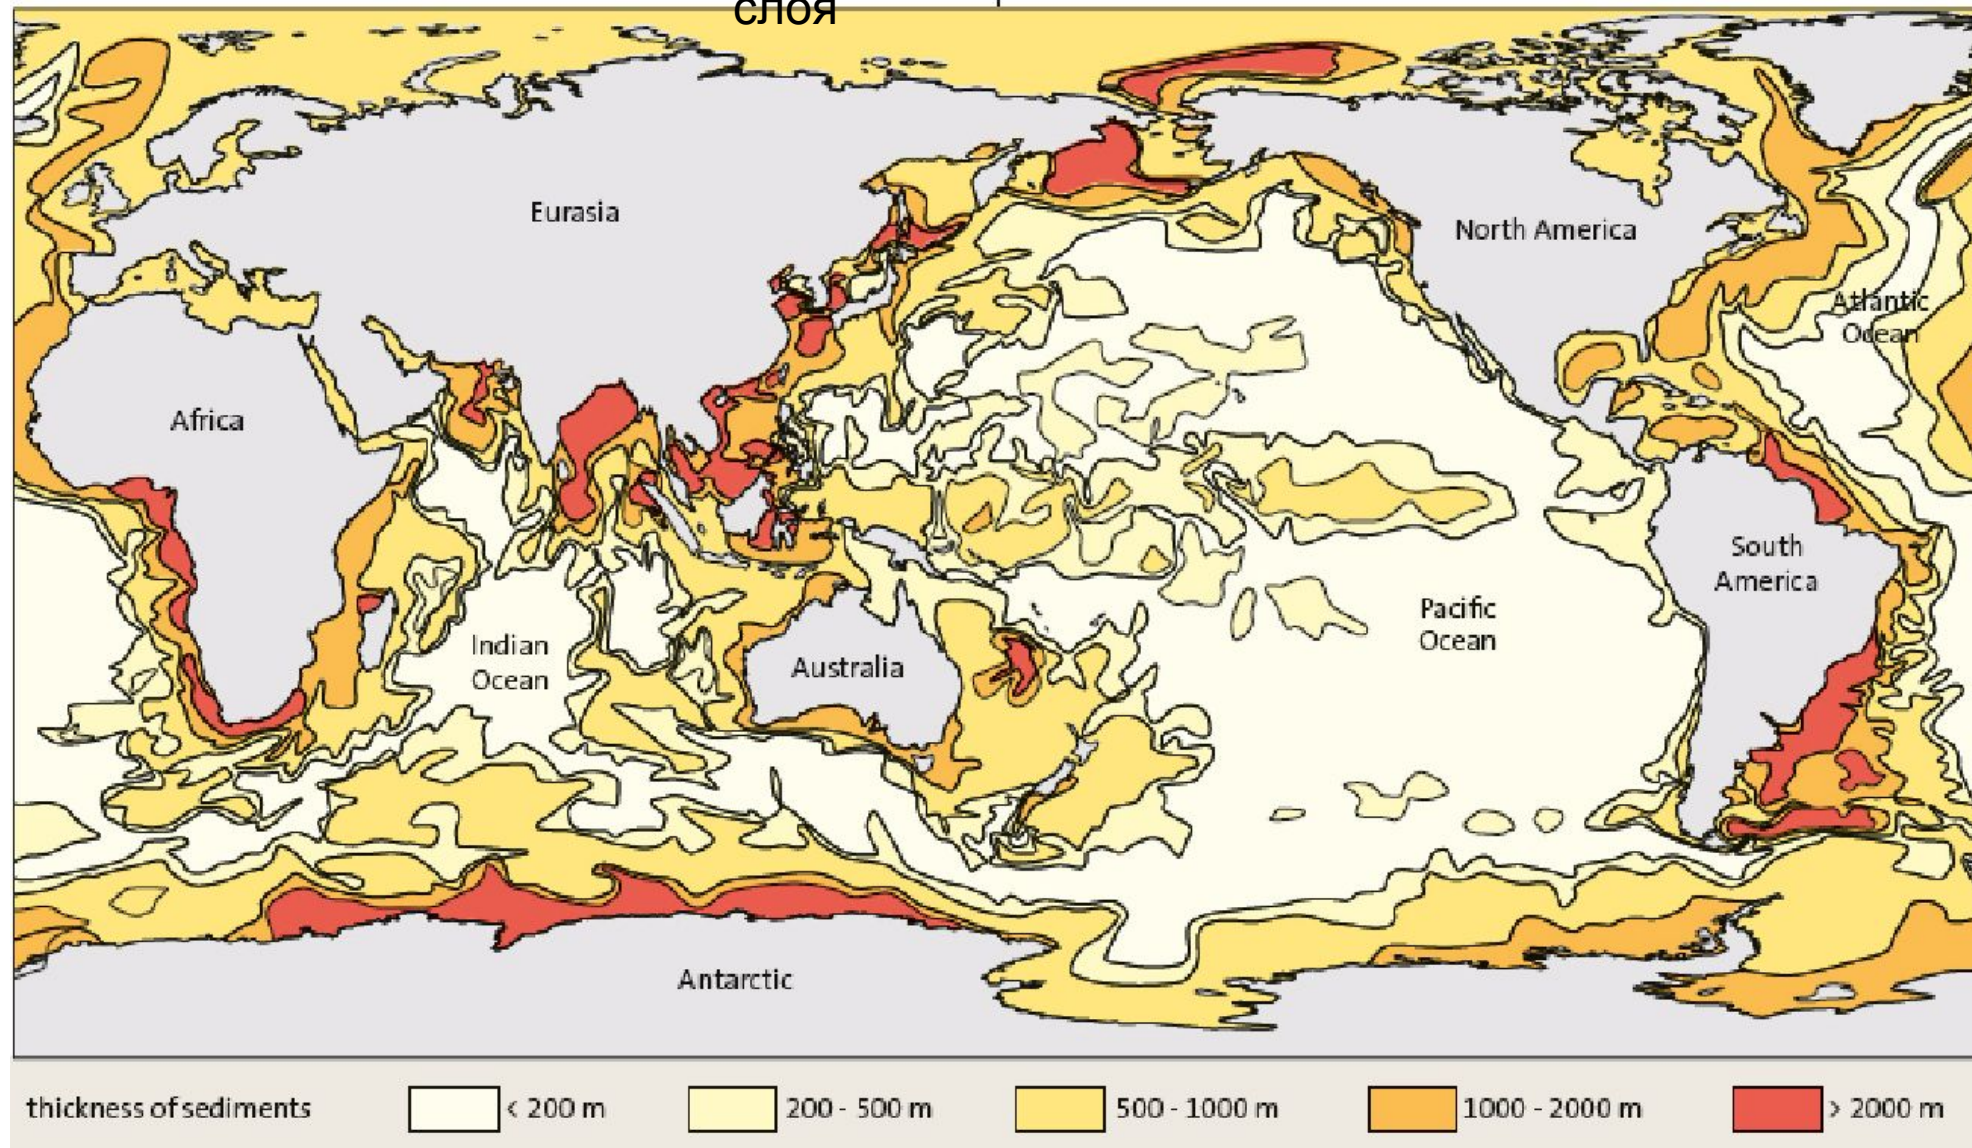 слоя
Eurasia
North America
Atlantic
Ocean
Africa
South
America
Pacific
Ocean
Indian
Ocean
Australia
Antarctic
thickness of sediments
< 200 m
200 - 500 m
500 - 1000 m
1000 - 2000 m
> 2000 m